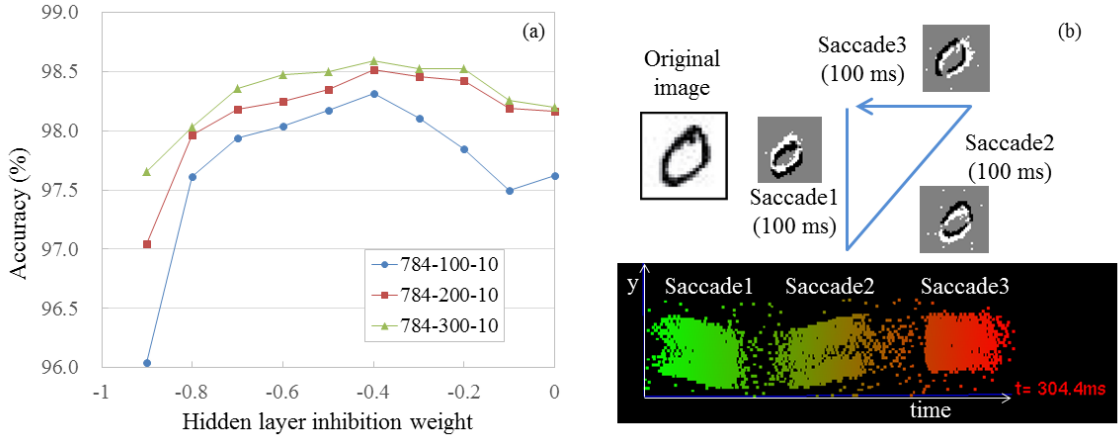 (a)
99.0
98.5
98.0
97.5
97.0
96.5
96.0
Accuracy (%)
784-100-10
784-200-10
784-300-10
-1
-0.8
-0.6
-0.4
-0.2
0
Hidden layer inhibition weight
(b)
Original
image
Saccade3
(100 ms)
Saccade1
(100 ms)
Saccade2
(100 ms)
y
Saccade1
Saccade2
Saccade3
time
t= 304.4ms